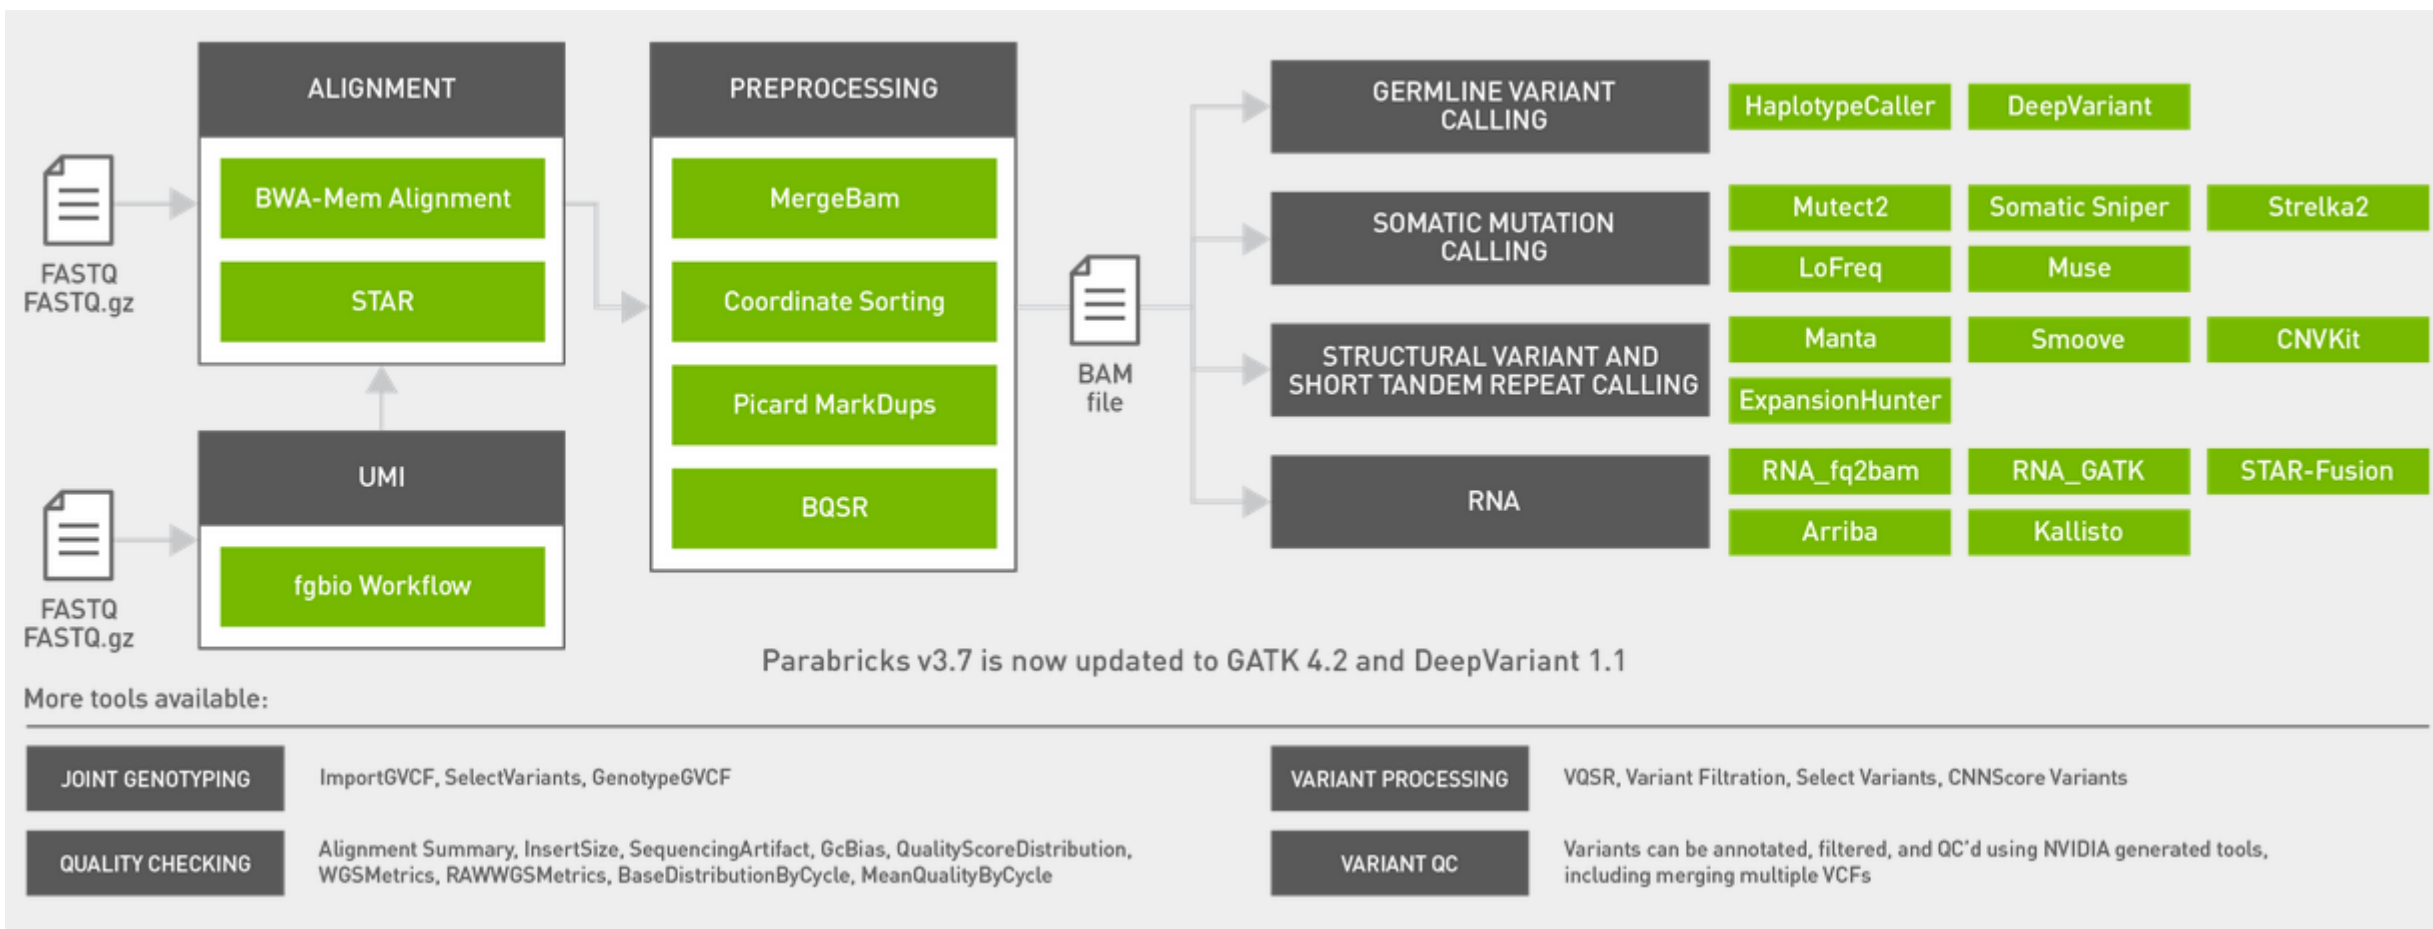 ALIGNMENT
BWA-Mem Alignment
STAR
FASTQ
FASTQ.gz
UMI
fgbio Workflow
FASTQ
FASTQ.gz
PREPROCESSING
MergeBam
Coordinate Sorting
Picard MarkDups
BQSR
BAM
file
GERMLINE VARIANT
CALLING
HaplotypeCaller
DeepVariant
SOMATIC MUTATION
CALLING
Mutect2
Somatic Sniper
Strelka2
LoFreq
Muse
STRUCTURAL VARIANT AND
SHORT TANDEM REPEAT CALLING
Manta
Smoove
CNVKit
ExpansionHunter
RNA
RNA_fq2bam
RNA_GATK
STAR-Fusion
Arriba
Kallisto
Parabricks v3.7 is now updated to GATK 4.2 and DeepVariant 1.1
More tools available:
JOINT GENOTYPING
ImportGVCF, SelectVariants, GenotypeGVCF
QUALITY CHECKING
Alignment Summary, InsertSize, SequencingArtifact, GcBias, QualityScoreDistribution,
WGSMetrics, RAWWGSMetrics, BaseDistributionByCycle, MeanQualityByCycle
VARIANT PROCESSING
VQSR, Variant Filtration, Select Variants, CNNScore Variants
VARIANT QC
Variants can be annotated, filtered, and QC'd using NVIDIA generated tools,
including merging multiple VCFs